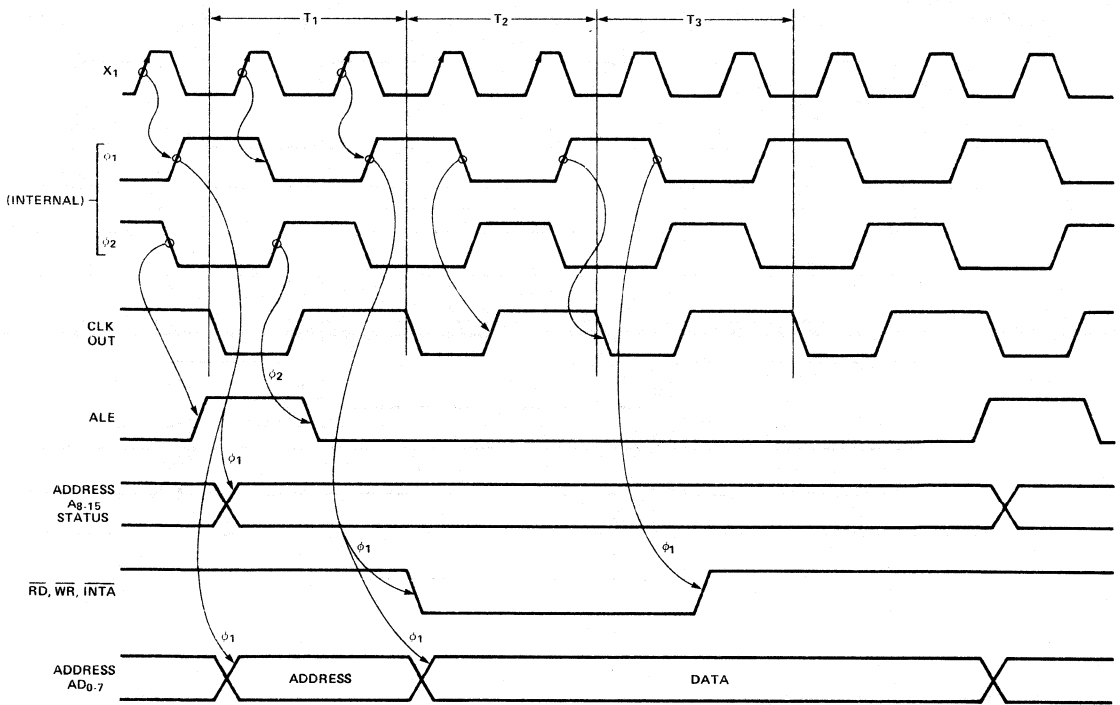 T1 T2 T3
X1
ϕ1
(INTERNAL)
ϕ2
CLK
OUT
ϕ2
ALE
ϕ1
ADDRESS
A8-15
STATUS
ϕ1 ϕ1
RD, WR, INTA
ϕ1 ϕ1
ADDRESS
AD0-7
ADDRESS DATA